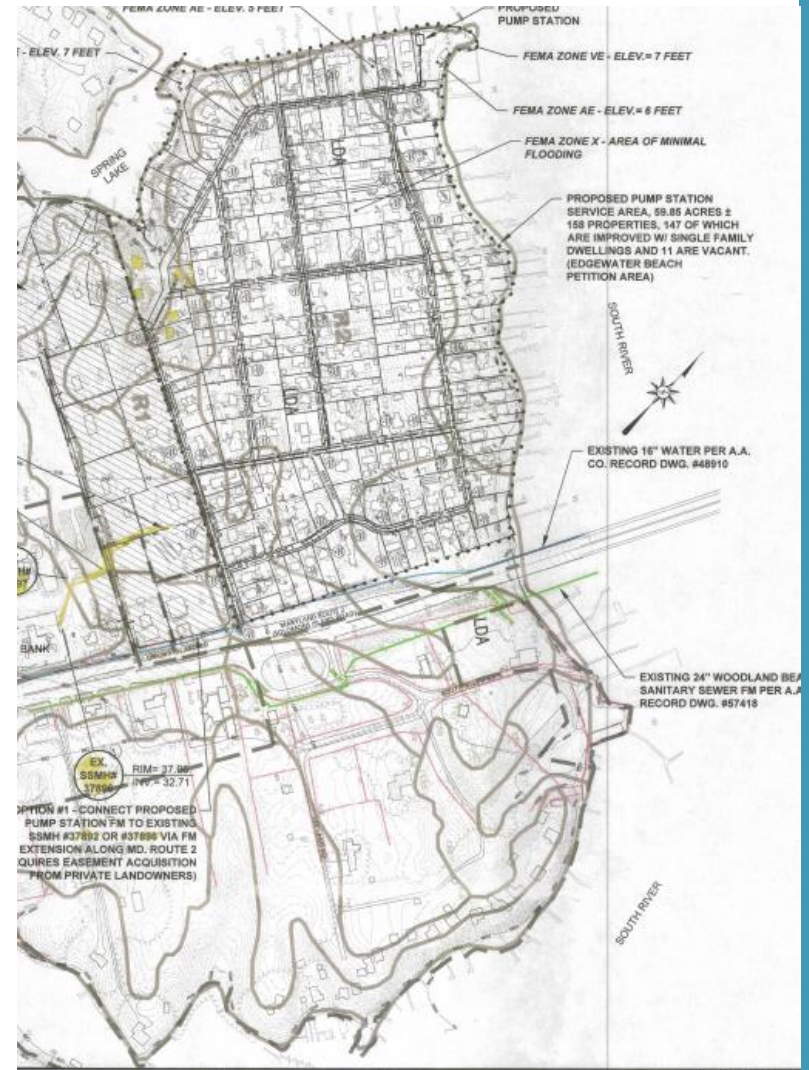 FEMA ZONE AE - ELEV. 5 FEET
PROPOSED
PUMP STATION
- ELEV. 7 FEET
FEMA ZONE VE - ELEV.= 7 FEET
FEMA ZONE AE - ELEV.= 6 FEET
FEMA ZONE X - AREA OF MINIMAL
FLOODING
SPRING
LAKE
LDA
PROPOSED PUMP STATION
SERVICE AREA, 59.85 ACRES ±
158 PROPERTIES, 147 OF WHICH
ARE IMPROVED W/ SINGLE FAMILY
DWELLINGS AND 11 ARE VACANT.
(EDGEWATER BEACH
PETITION AREA)
SOUTH RIVER
R2
R1
LDA
EXISTING 16" WATER PER A.A.
CO. RECORD DWG. #48910
BANK
MARYLAND ROUTE 2
LDA
EXISTING 24" WOODLAND BEA
SANITARY SEWER FM PER A.A
RECORD DWG. #57418
EX.
SSMH#
37896
RIM= 37.96
INV.= 32.71
OPTION #1 - CONNECT PROPOSED
PUMP STATION FM TO EXISTING
SSMH #37892 OR #37896 VIA FM
EXTENSION ALONG MD. ROUTE 2
QUIRES EASEMENT ACQUISITION
FROM PRIVATE LANDOWNERS)
SOUTH RIVER